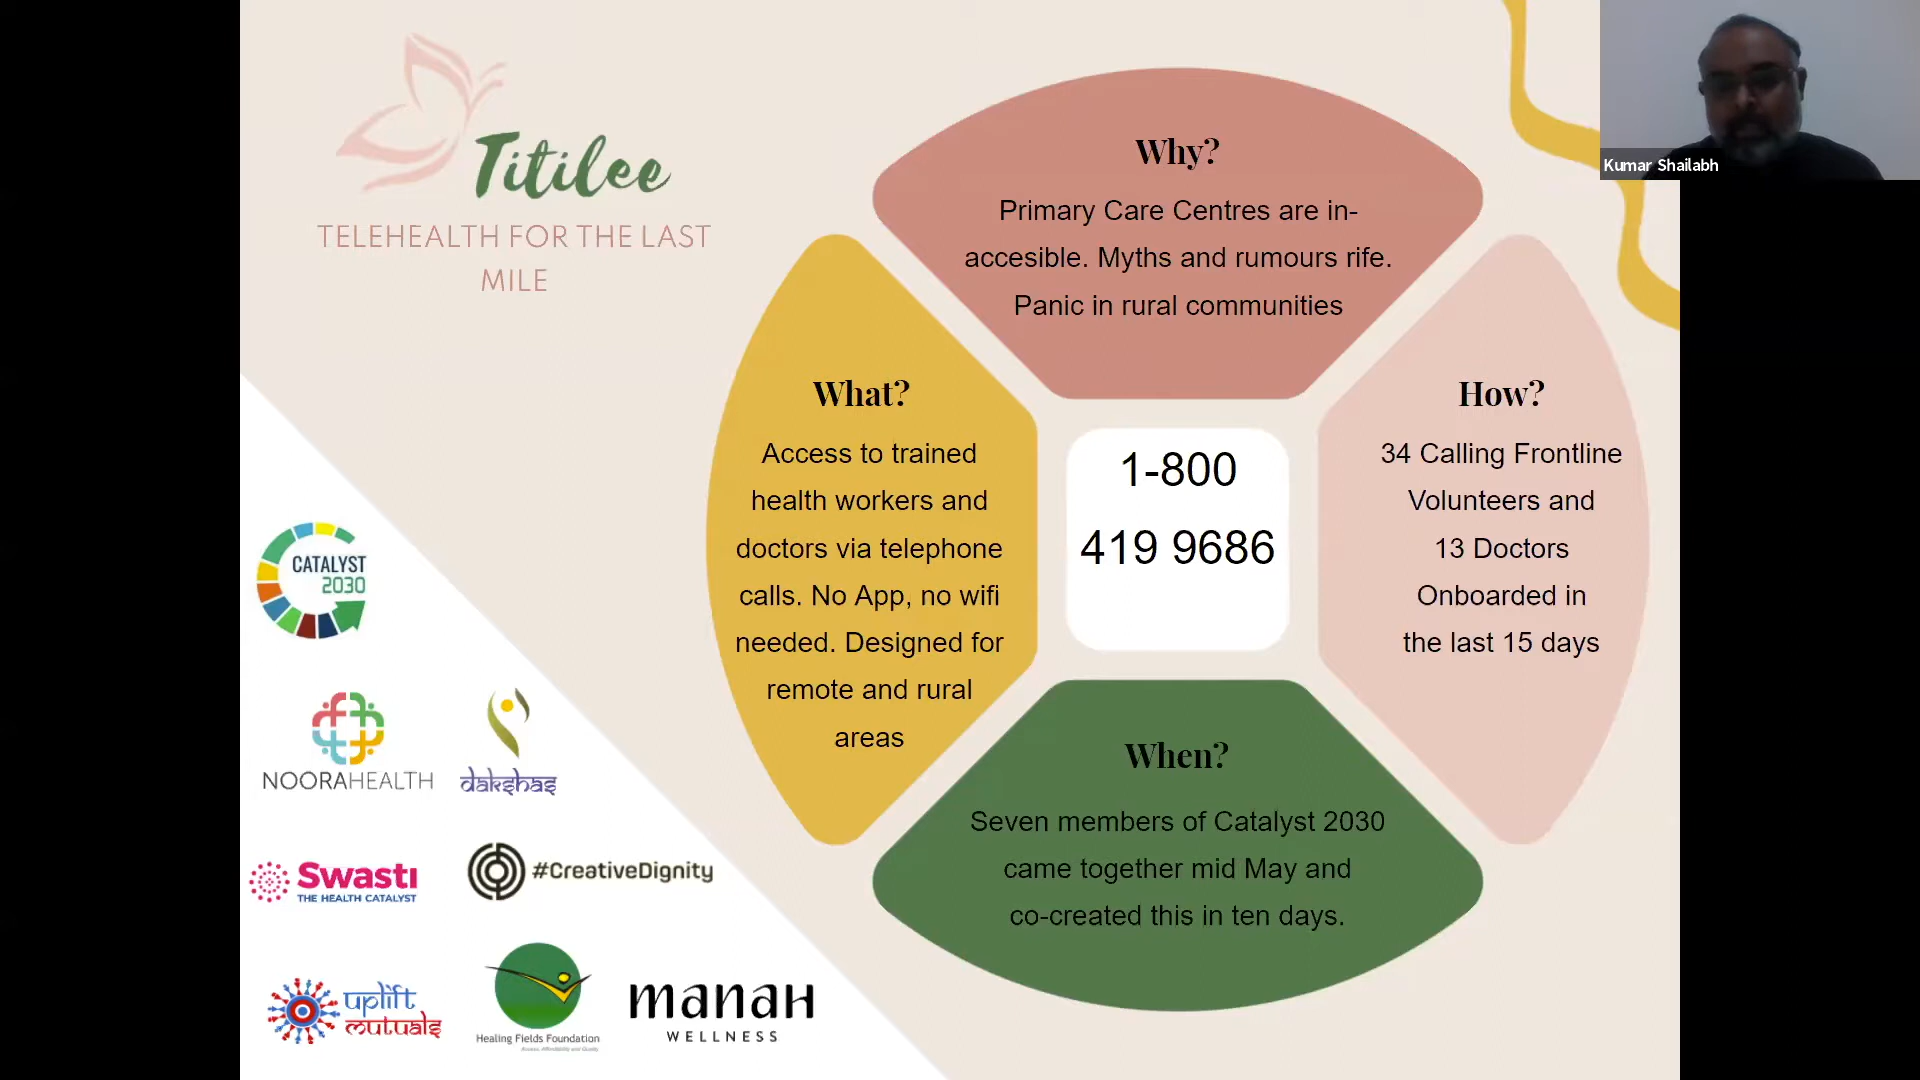 Titilee
TELEHEALTH FOR THE LAST
MILE
Why?
Primary Care Centres are in-
accesible. Myths and rumours rife.
Panic in rural communities
What?
Access to trained
health workers and
doctors via telephone
calls. No App, no wifi
needed. Designed for
remote and rural
areas
1-800
419 9686
How?
34 Calling Frontline
Volunteers and
13 Doctors
Onboarded in
the last 15 days
When?
Seven members of Catalyst 2030
came together mid May and
co-created this in ten days.
CATALYST
2030
NOORAHEALTH
dakshas
Swasti
THE HEALTH CATALYST
#CreativeDignity
uplift
mutuals
Healing Fields Foundation
Access, Affordability and Quality
manaH
WELLNESS
Kumar Shailabh